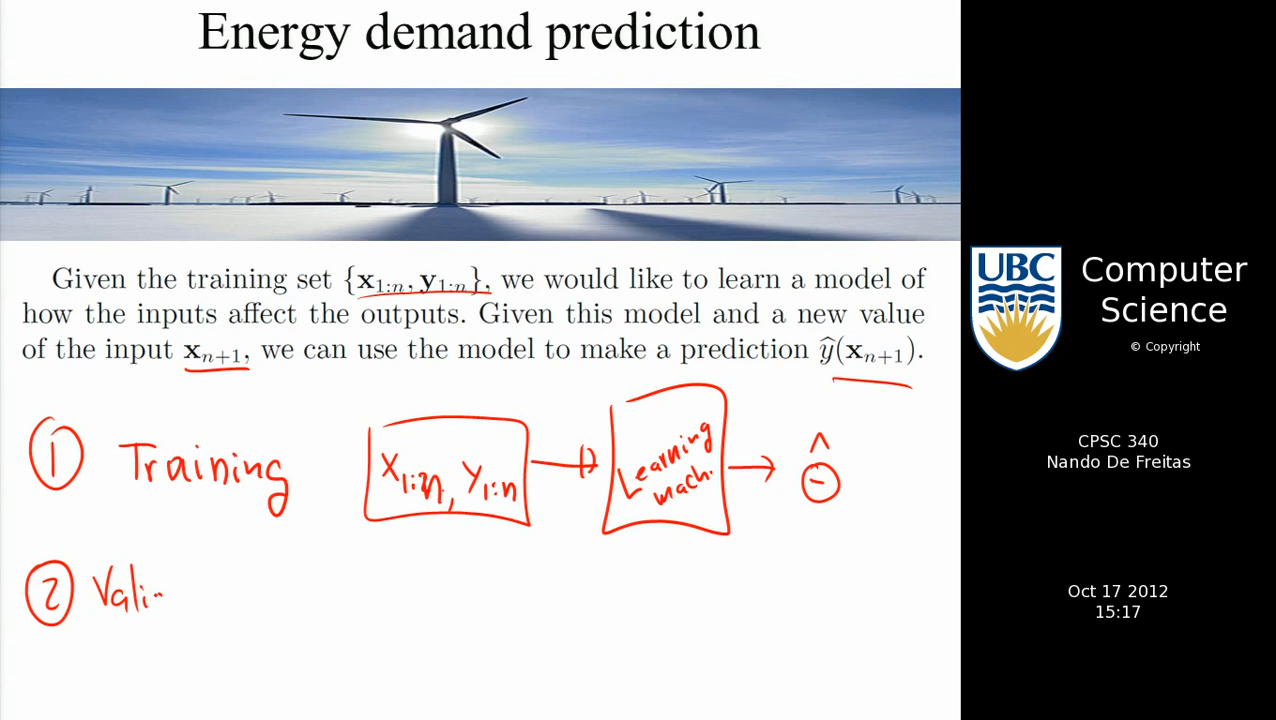 Energy demand prediction
Given the training set {x1:n, y1:n}, we would like to learn a model of
how the inputs affect the outputs. Given this model and a new value
of the input xn+1, we can use the model to make a prediction ŷ(xn+1).
1 Training
x1:n, y1:n
Learning
mach.
θ̂
2 Vali
UBC
Computer
Science
© Copyright
CPSC 340
Nando De Freitas
Oct 17 2012
15:17